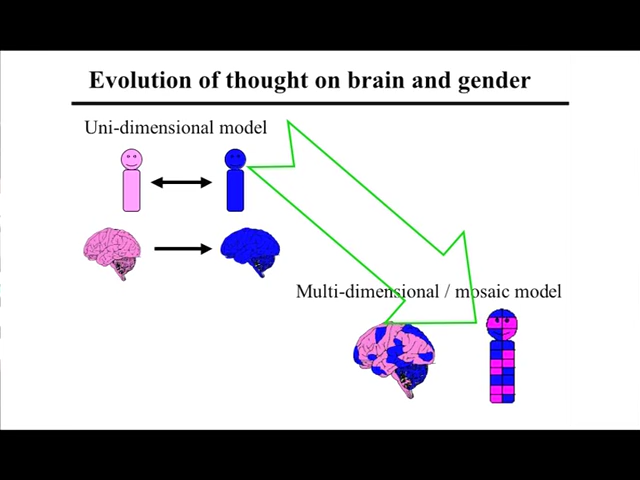 Evolution of thought on brain and gender
Uni-dimensional model
Multi-dimensional / mosaic model